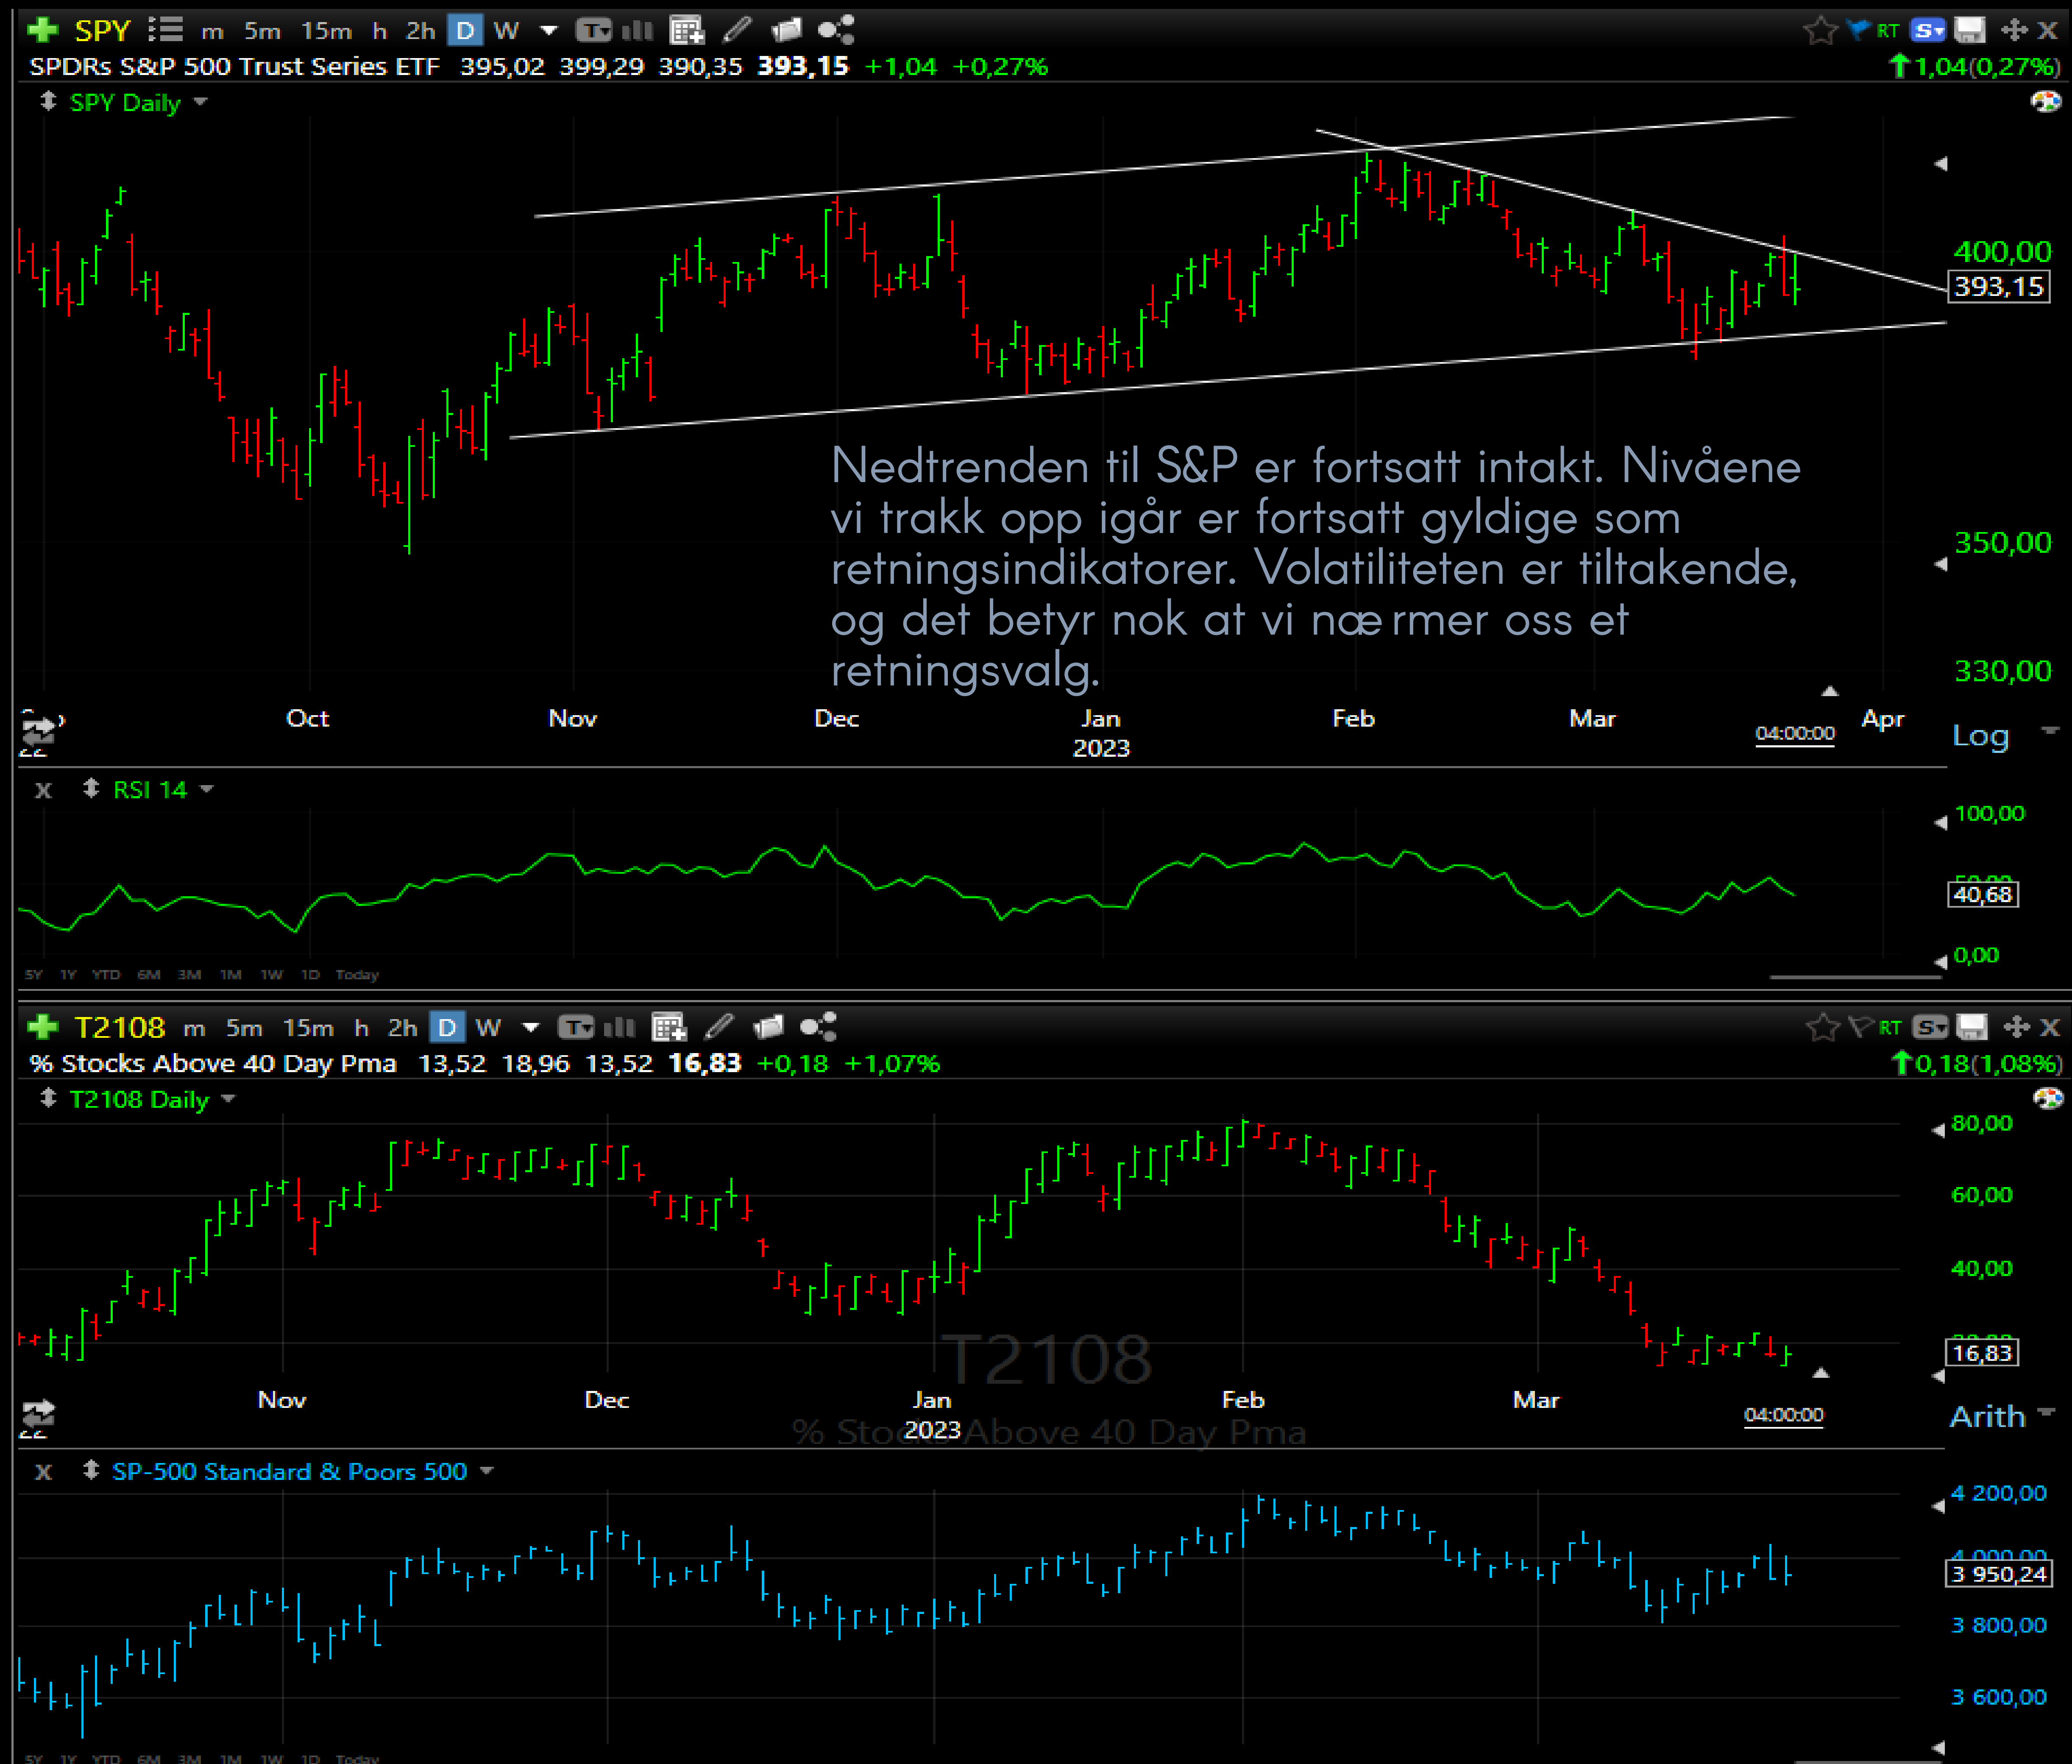 SPY m 5m 15m h 2h D W T RT S X
SPDRs S&P 500 Trust Series ETF 395,02 399,29 390,35 393,15 +1,04 +0,27% 1,04(0,27%)
SPY Daily
400,00
393,15
Nedtrenden til S&P er fortsatt intakt. Nivåene
vi trakk opp igår er fortsatt gyldige som
retningsindikatorer. Volatiliteten er tiltakende,
og det betyr nok at vi nærmer oss et
retningsvalg.
350,00
330,00
Oct Nov Dec Jan Feb Mar Apr
2023 04:00:00 Log
X RSI 14
100,00
40,68
0,00
5Y 1Y YTD 6M 3M 1M 1W 1D Today
T2108 m 5m 15m h 2h D W T RT S X
% Stocks Above 40 Day Pma 13,52 18,96 13,52 16,83 +0,18 +1,07% 0,18(1,08%)
T2108 Daily
80,00
60,00
40,00
16,83
T2108
Nov Dec Jan Feb Mar
2023 04:00:00 Arith
% Stocks Above 40 Day Pma
X SP-500 Standard & Poors 500
4 200,00
4 000,00
3 950,24
3 800,00
3 600,00
5Y 1Y YTD 6M 3M 1M 1W 1D Today